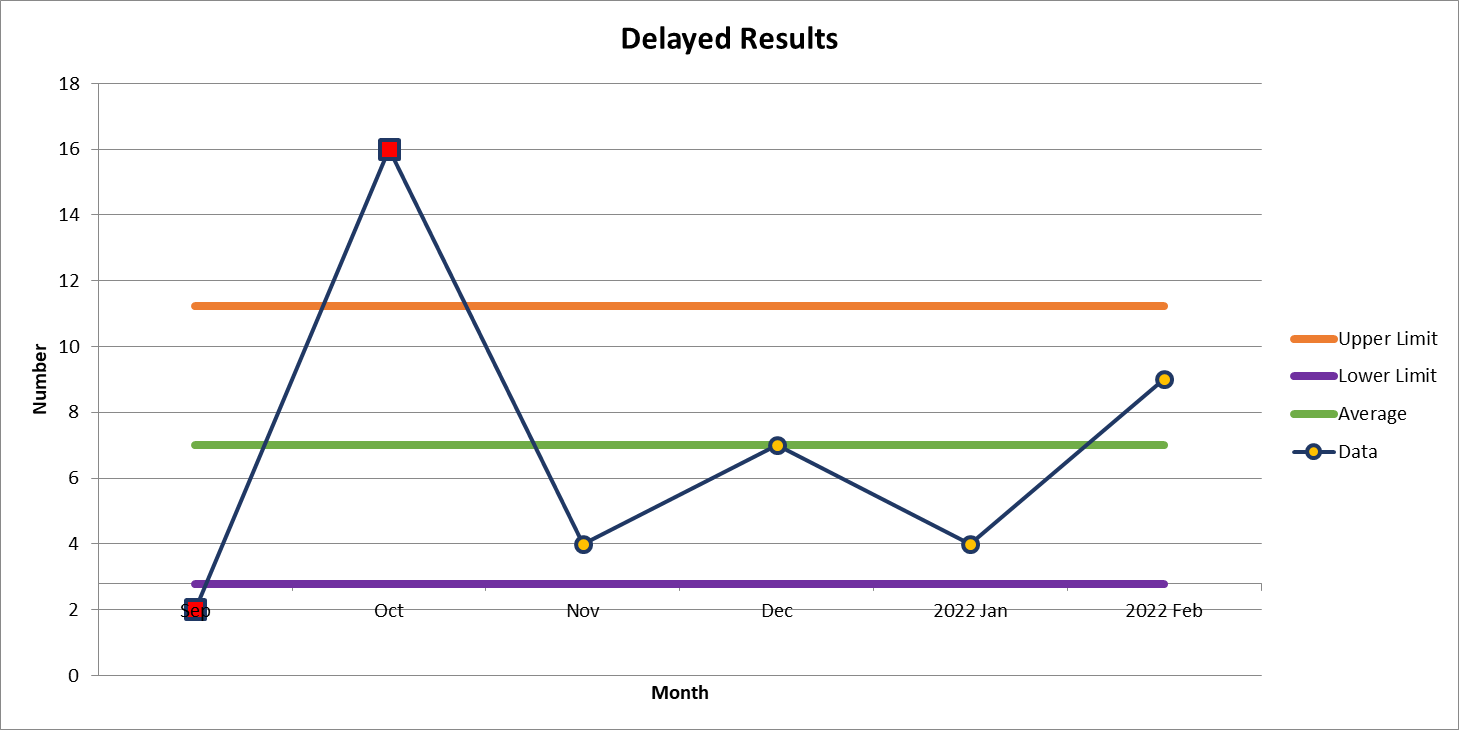 Delayed Results
18
16
14
12
10
8
6
4
2
0
Number
Sep Oct Nov Dec 2022 Jan 2022 Feb
Month
Upper Limit
Lower Limit
Average
Data